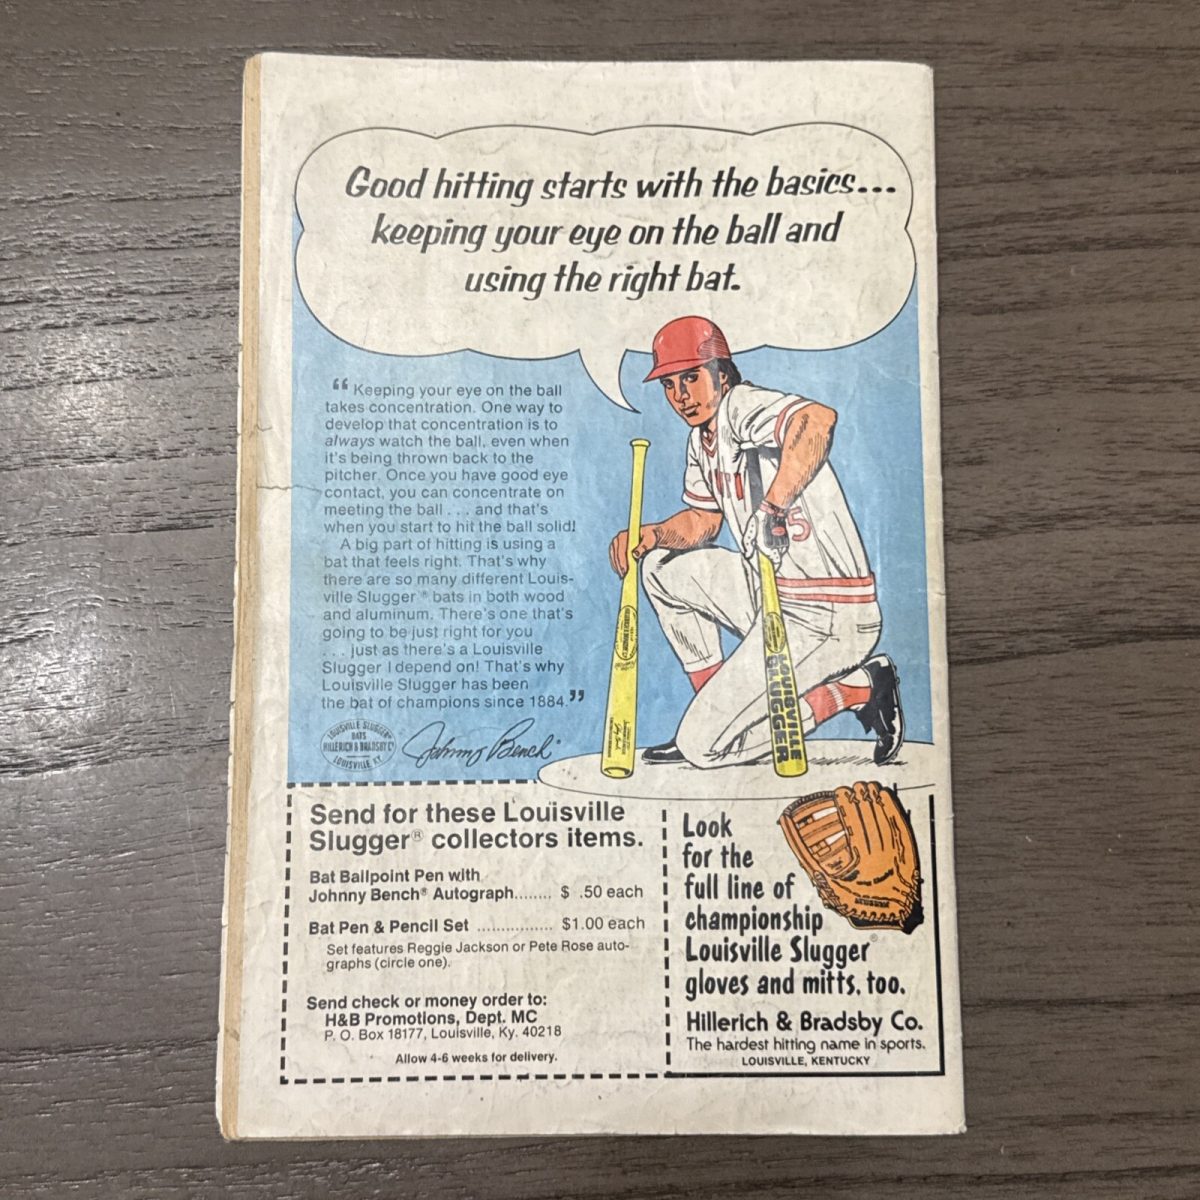 Good hitting starts with the basics...
keeping your eye on the ball and
using the right bat.
“ Keeping your eye on the ball
takes concentration. One way to
develop that concentration is to
always watch the ball, even when
it's being thrown back to the
pitcher. Once you have good eye
contact, you can concentrate on
meeting the ball . . . and that's
when you start to hit the ball solid!
A big part of hitting is using a
bat that feels right. That's why
there are so many different Louis-
ville Slugger® bats in both wood
and aluminum. There's one that's
going to be just right for you
. . . just as there's a Louisville
Slugger I depend on! That's why
Louisville Slugger has been
the bat of champions since 1884.”
LOUISVILLE SLUGGER
BATS
HILLERICH & BRADSBY Co
LOUISVILLE, KY.
Johnny Bench
5
LOUISVILLE
SLUGGER
Send for these Louisville
Slugger® collectors items.
Bat Ballpoint Pen with
Johnny Bench® Autograph........ $ .50 each
Bat Pen & Pencil Set ................ $1.00 each
Set features Reggie Jackson or Pete Rose auto-
graphs (circle one).
Send check or money order to:
H&B Promotions, Dept. MC
P. O. Box 18177, Louisville, Ky. 40218
Allow 4-6 weeks for delivery.
Look
for the
full line of
championship
Louisville Slugger®
gloves and mitts, too.
Hillerich & Bradsby Co.
The hardest hitting name in sports.
LOUISVILLE, KENTUCKY